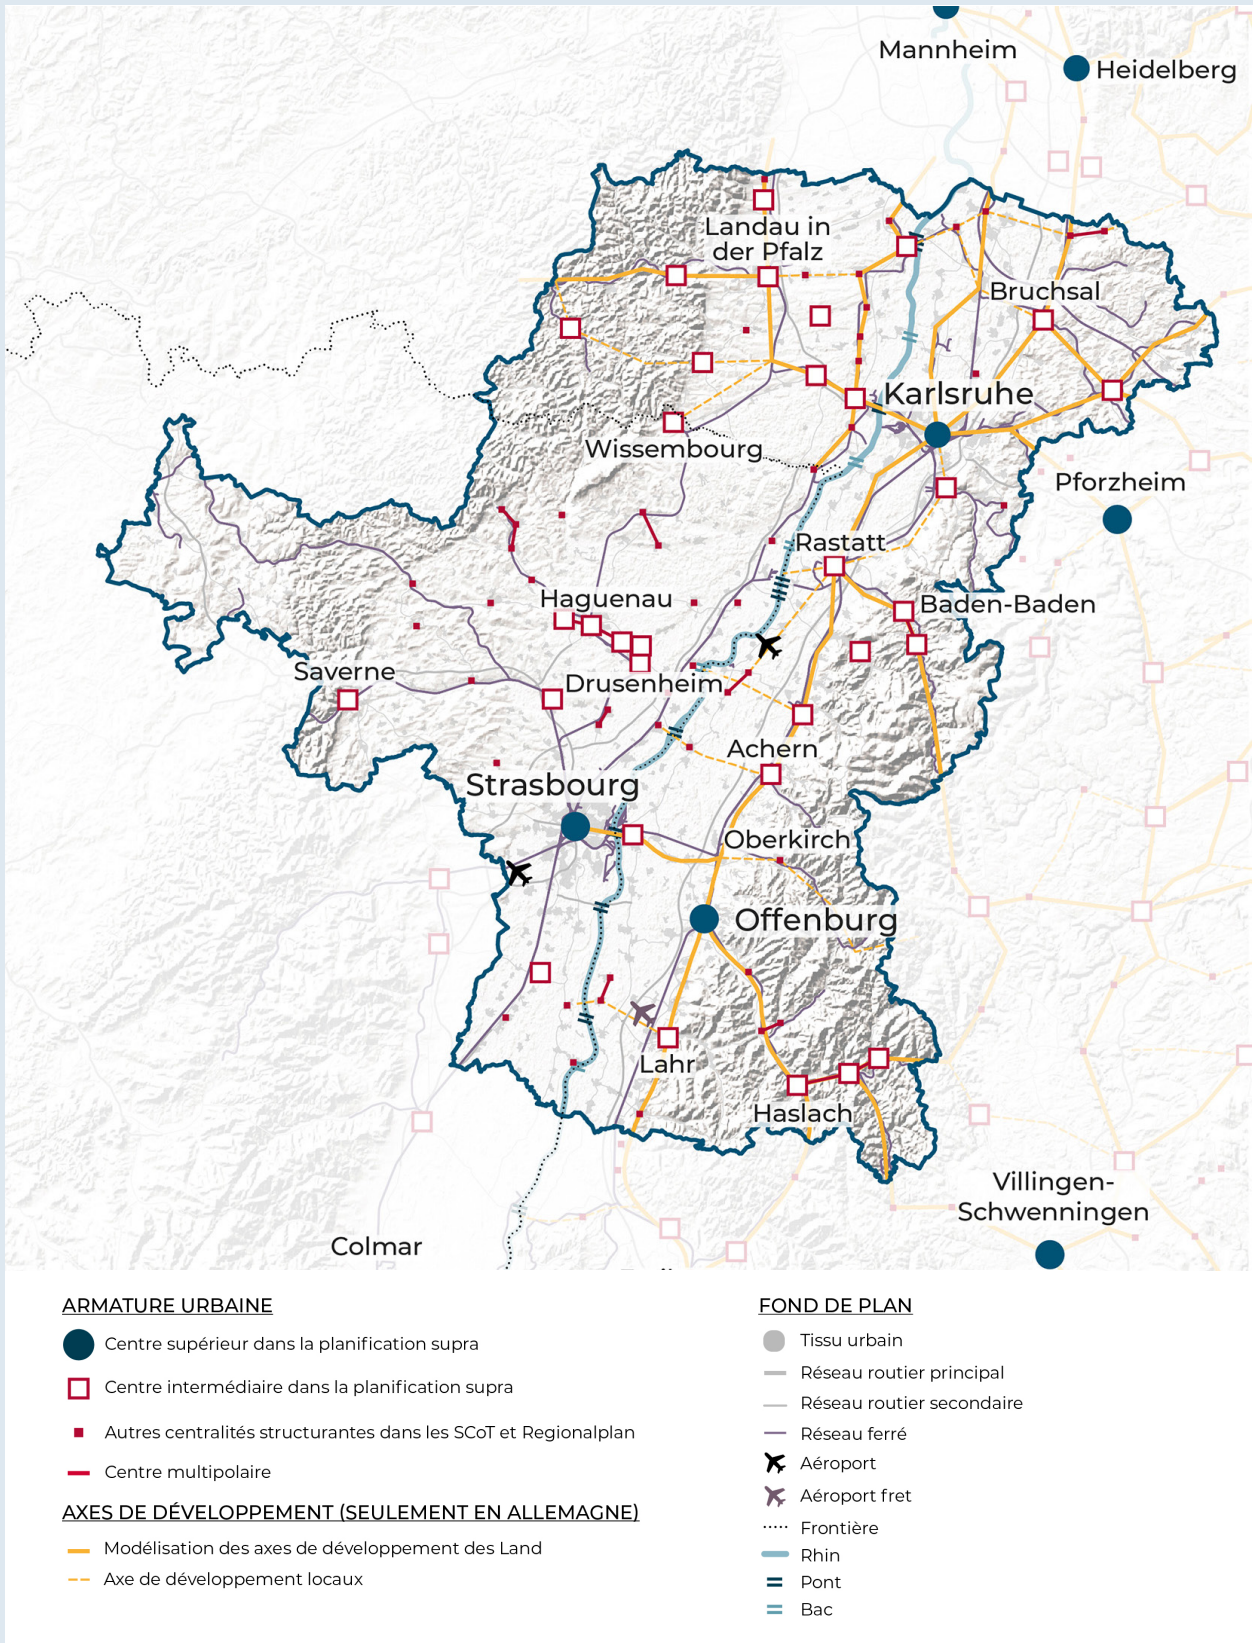 Mannheim
Heidelberg
Landau in
der Pfalz
Bruchsal
Karlsruhe
Wissembourg
Pforzheim
Rastatt
Haguenau
Baden-Baden
Saverne
Drusenheim
Achern
Strasbourg
Oberkirch
Offenburg
Lahr
Haslach
Villingen-
Schwenningen
Colmar
ARMATURE URBAINE
Centre supérieur dans la planification supra
Centre intermédiaire dans la planification supra
Autres centralités structurantes dans les SCoT et Regionalplan
Centre multipolaire
AXES DE DÉVELOPPEMENT (SEULEMENT EN ALLEMAGNE)
Modélisation des axes de développement des Land
Axe de développement locaux
FOND DE PLAN
Tissu urbain
Réseau routier principal
Réseau routier secondaire
Réseau ferré
Aéroport
Aéroport fret
Frontière
Rhin
Pont
Bac